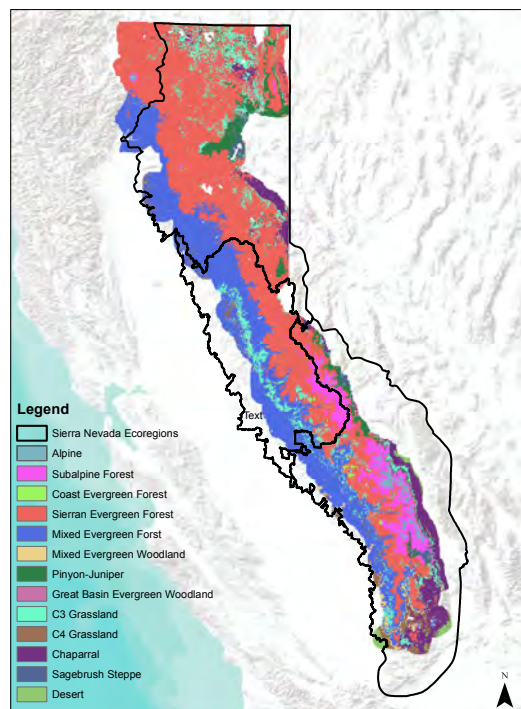 Text
Legend
Sierra Nevada Ecoregions
Alpine
Subalpine Forest
Coast Evergreen Forest
Sierran Evergreen Forest
Mixed Evergreen Forst
Mixed Evergreen Woodland
Pinyon-Juniper
Great Basin Evergreen Woodland
C3 Grassland
C4 Grassland
Chaparral
Sagebrush Steppe
Desert
N